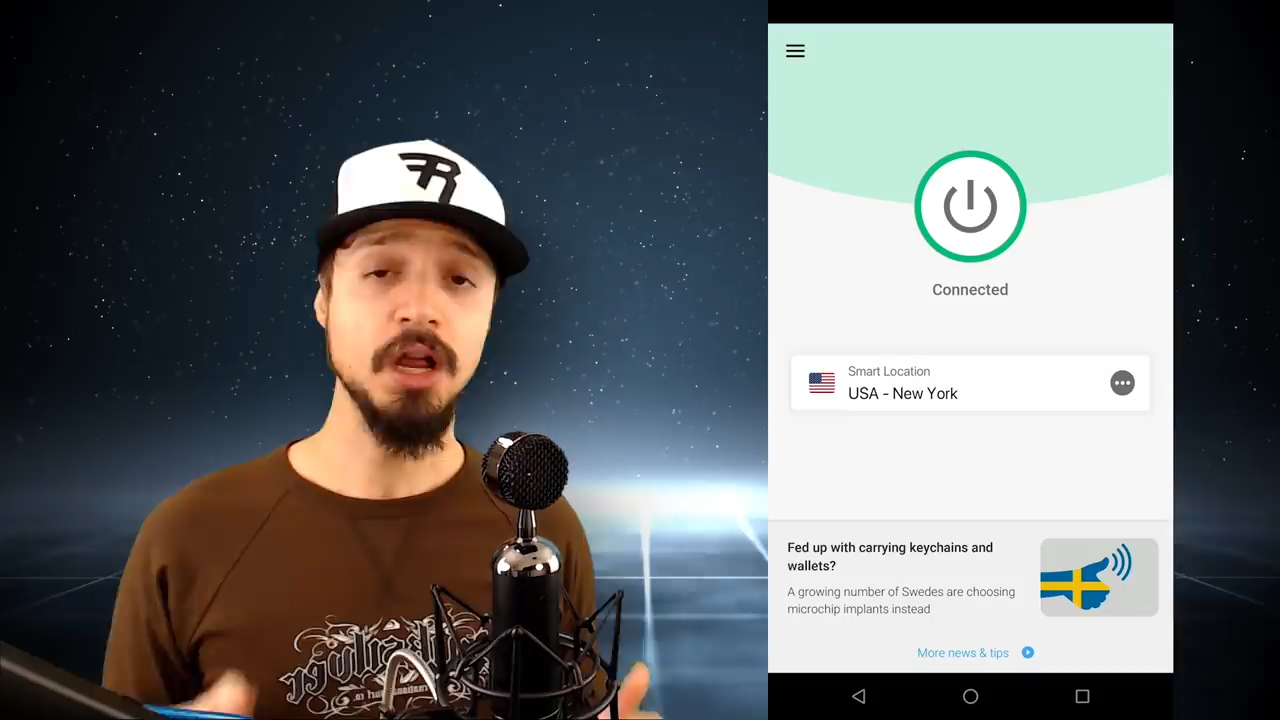 Connected
Smart Location
USA - New York
Fed up with carrying keychains and
wallets?
A growing number of Swedes are choosing
microchip implants instead
More news & tips